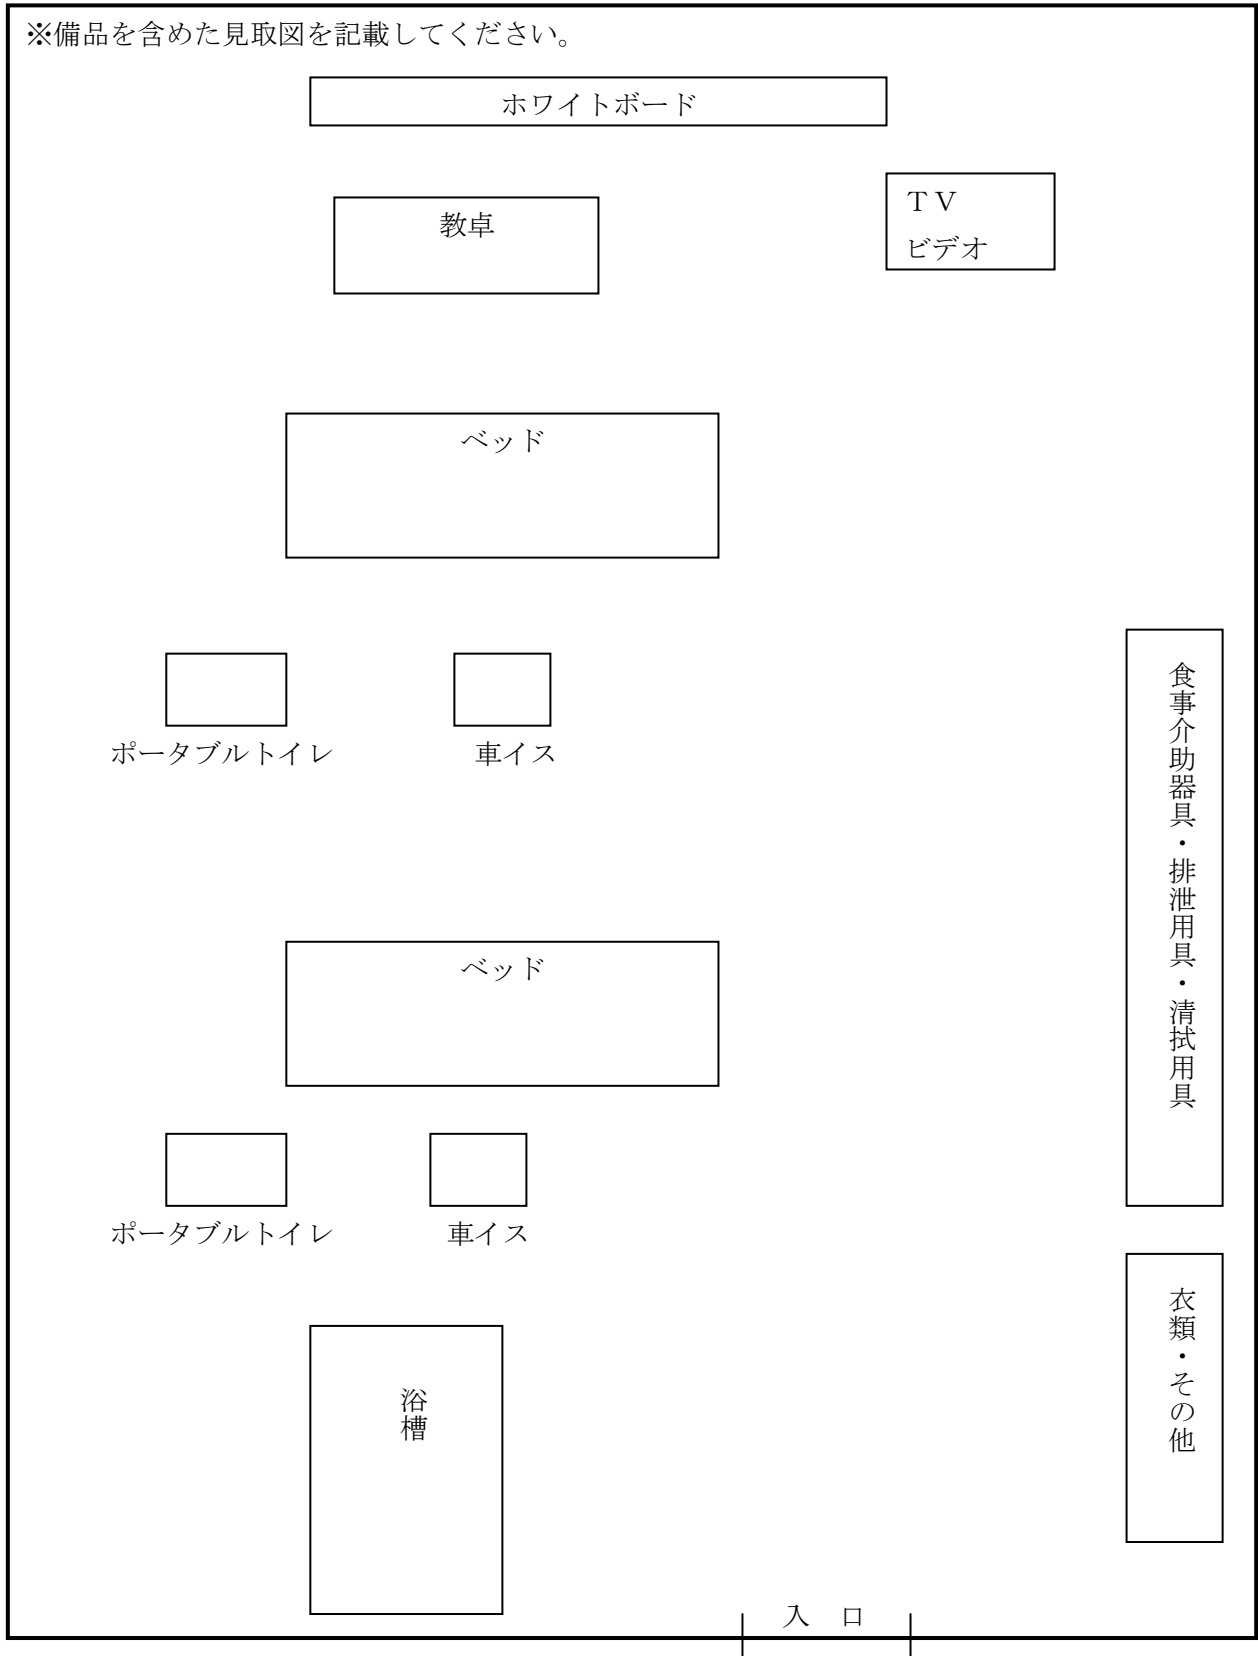 ※備品を含めた見取図を記載してください。
ホワイトボード
教卓
ＴＶ
ビデオ
ベッド
ポータブルトイレ
車イス
食事介助器具・排泄用具・清拭用具
ベッド
ポータブルトイレ
車イス
衣類・その他
浴槽
入　口